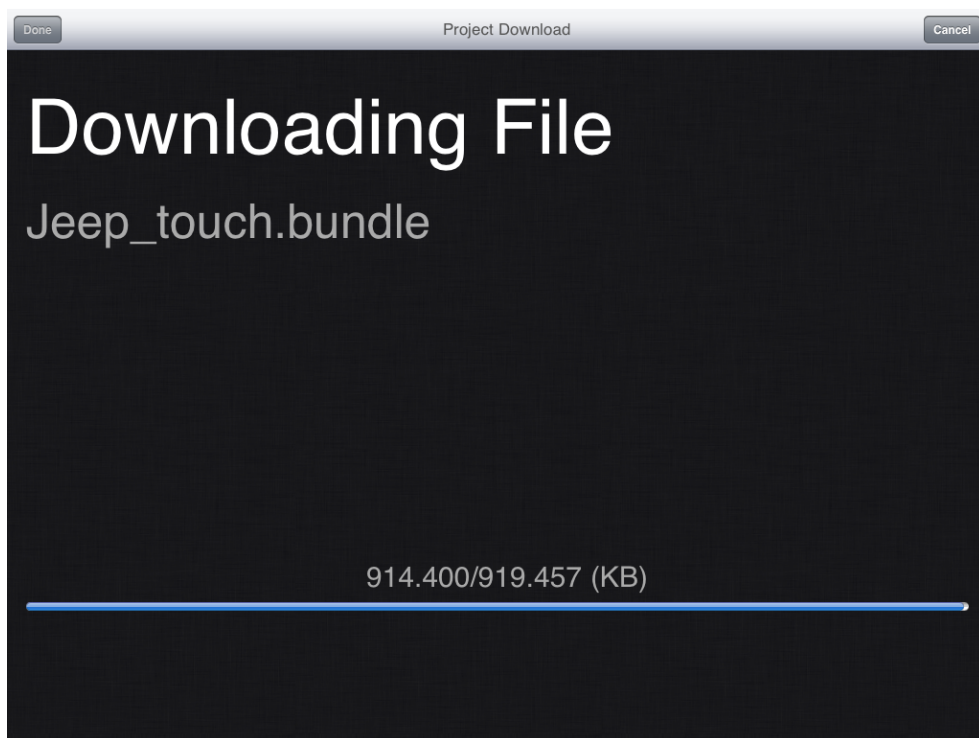 Done
Project Download
Cancel
Downloading File
Jeep_touch.bundle
914.400/919.457 (KB)